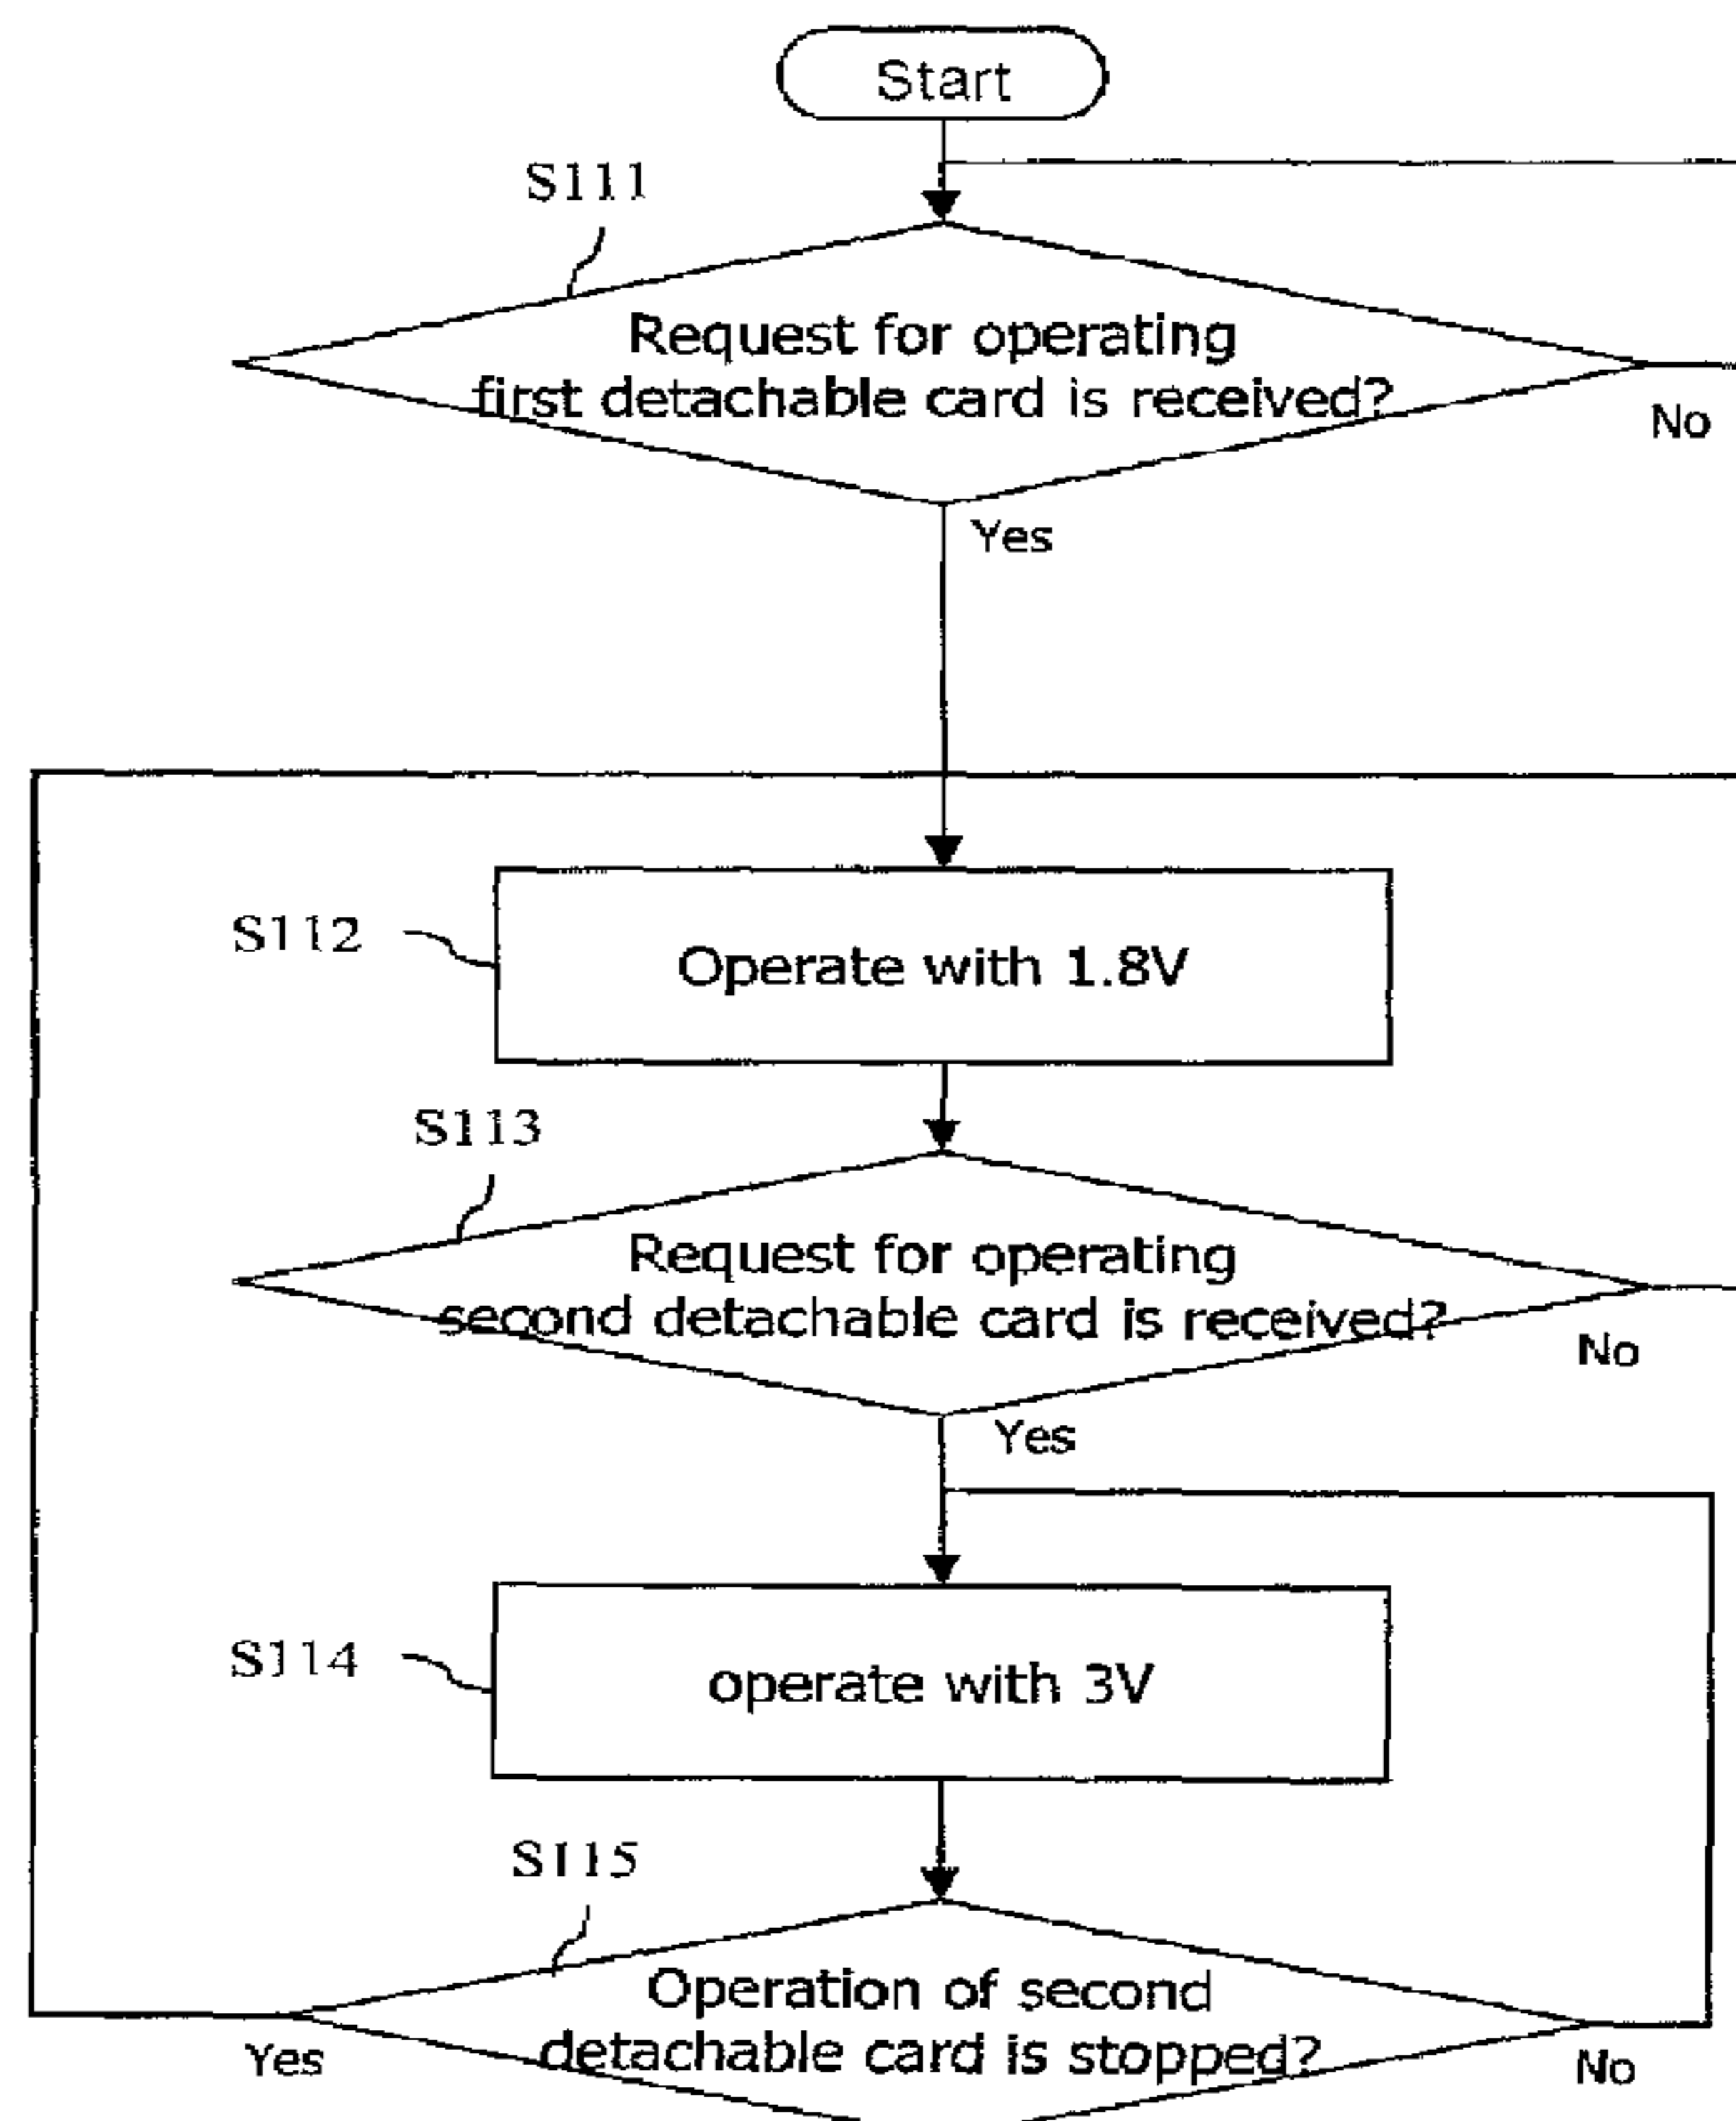 Start
S111
Request for operating
first detachable card is received?
No
Yes
S112
Operate with 1.8V
S113
Request for operating
second detachable card is received?
No
Yes
S114
operate with 3V
S115
Operation of second
detachable card is stopped?
Yes
No